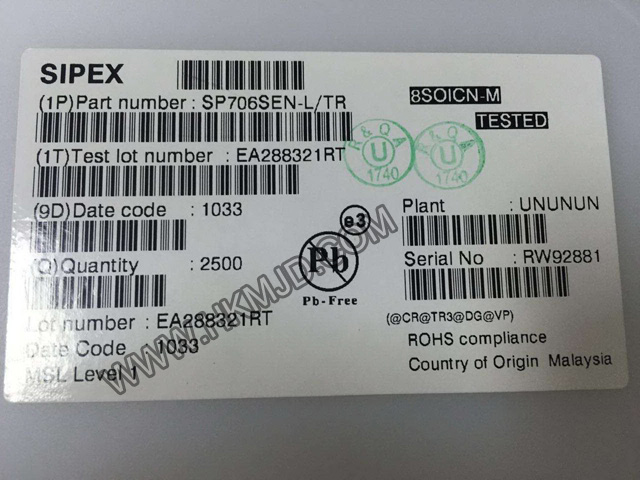 SIPEX
(1P)Part number : SP706SEN-L/TR
8SOICN-M
TESTED
(1T)Test lot number : EA288321RT
R & Q A
U
1740
R & Q A
U
1740
(9D)Date code : 1033
Plant : UNUNUN
e3
Pb
Pb-Free
(Q)Quantity : 2500
Serial No : RW92881
Lot number : EA288321RT
(@CR@TR3@DG@VP)
Date Code : 1033
ROHS compliance
MSL Level 1
Country of Origin Malaysia
WWW.HKMJD.COM